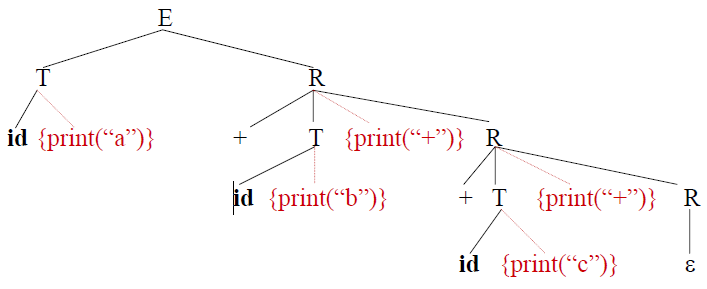 E
T R
id {print(“a”)} + T {print(“+”)} R
id {print(“b”)} + T {print(“+”)} R
id {print(“c”)} ε